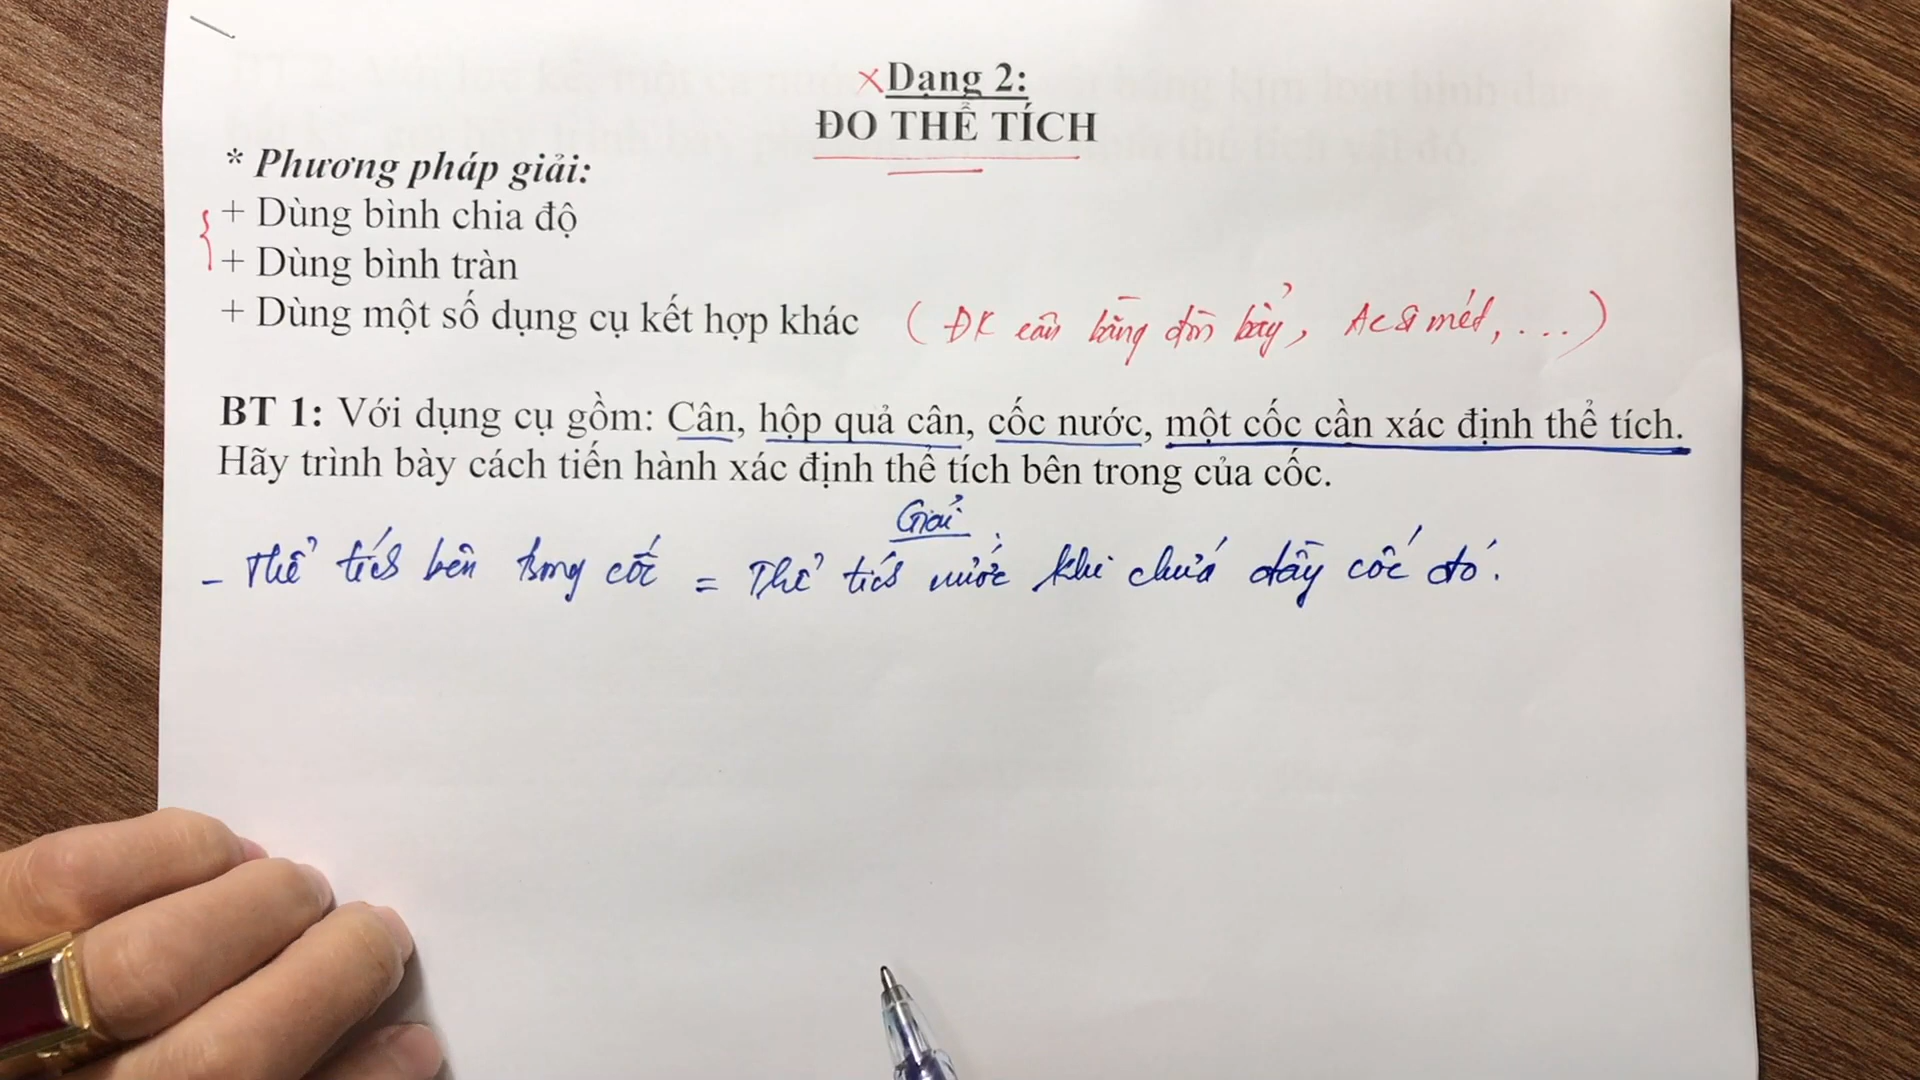 ×Dạng 2:
ĐO THỂ TÍCH
* Phương pháp giải:
+ Dùng bình chia độ
+ Dùng bình tràn
+ Dùng một số dụng cụ kết hợp khác (ĐK cân bằng đòn bẩy, Acsimét, ...)
BT 1: Với dụng cụ gồm: Cân, hộp quả cân, cốc nước, một cốc cần xác định thể tích.
Hãy trình bày cách tiến hành xác định thể tích bên trong của cốc.
Giải:
- Thể tích bên trong cốc = Thể tích nước khi chứa đầy cốc đó.